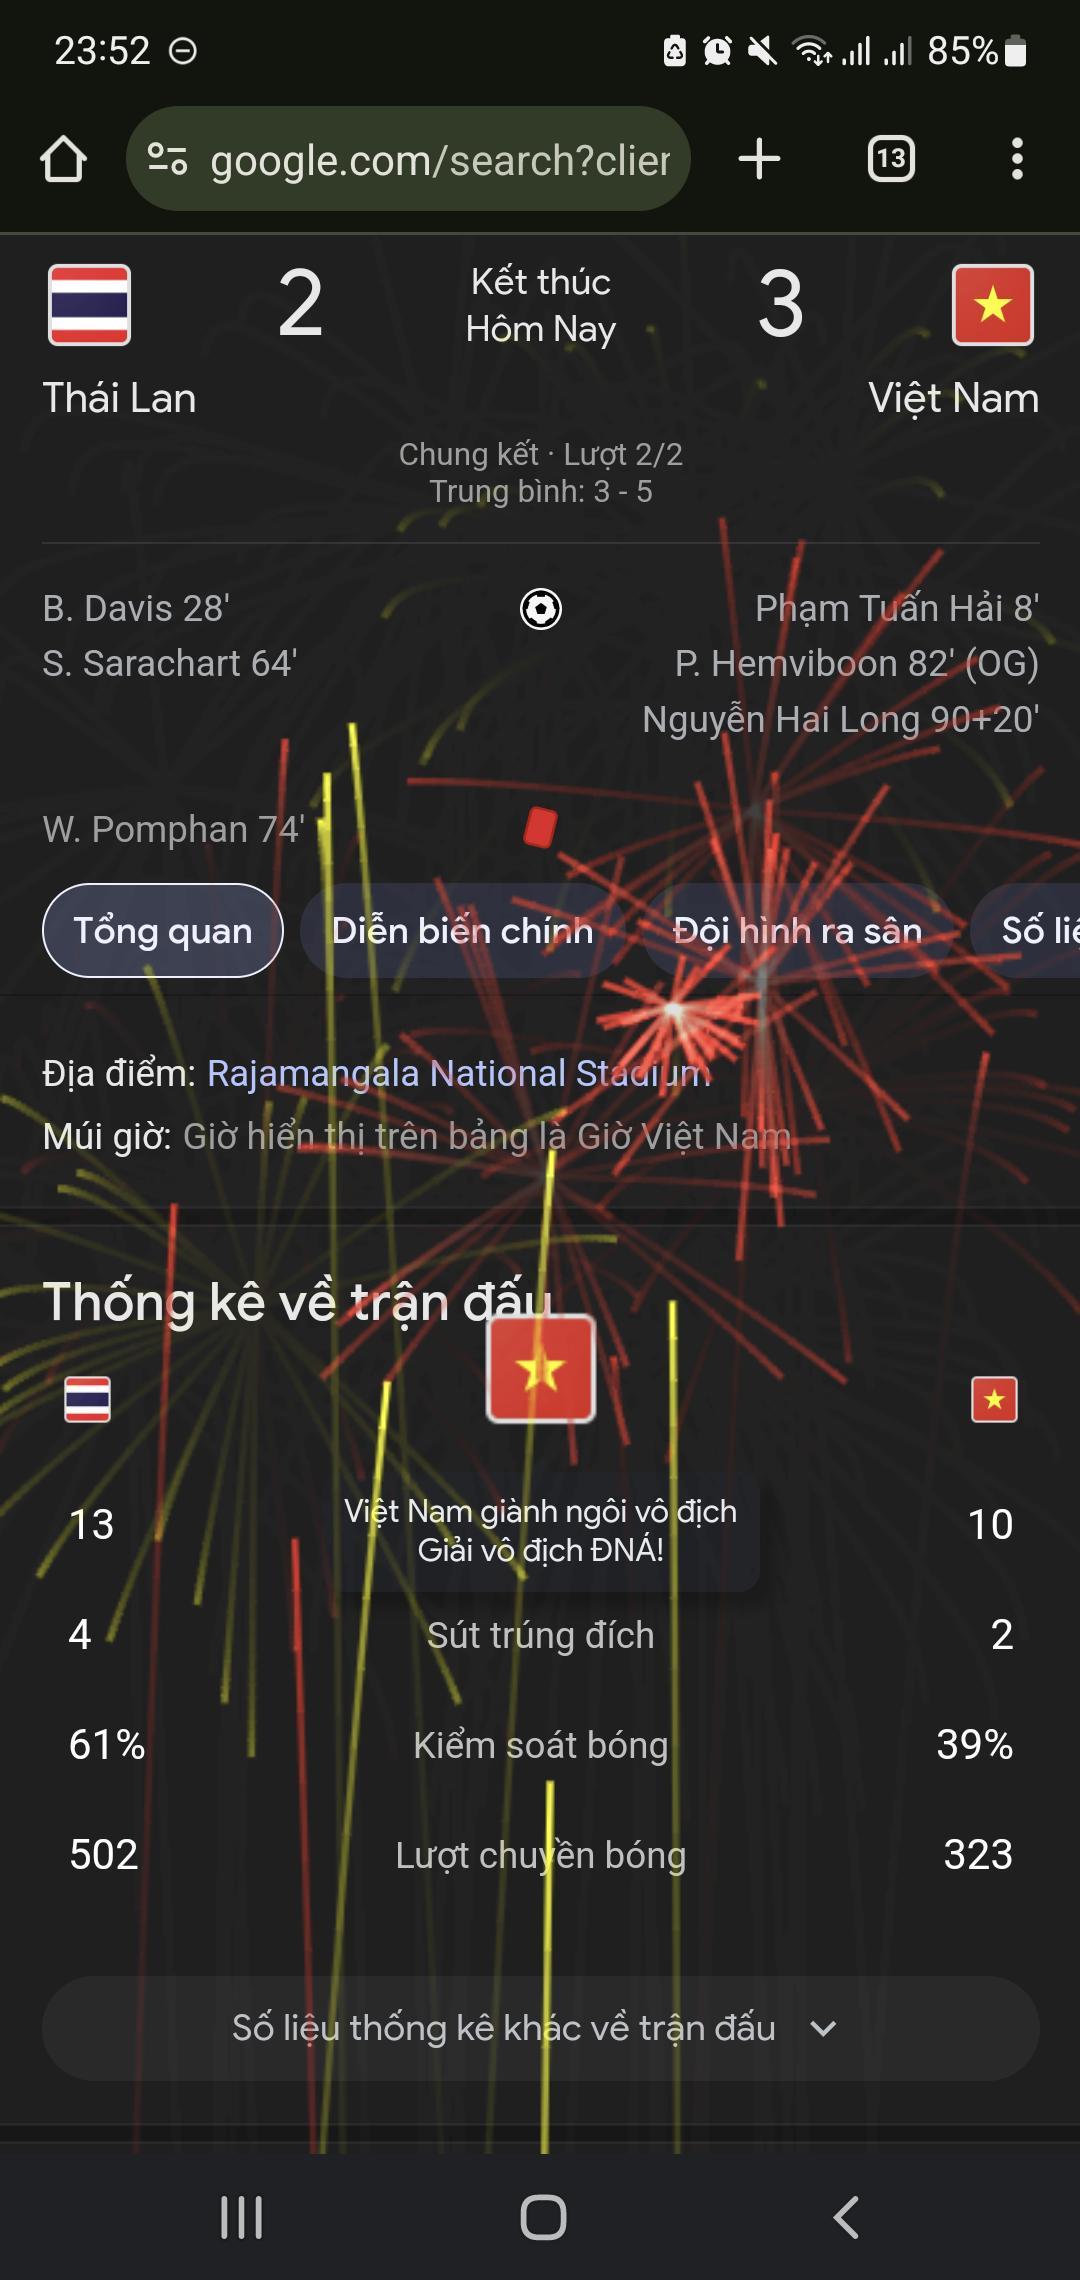 23:52
85%
google.com/search?clier
13
2
Kết thúc
Hôm Nay
3
Thái Lan
Việt Nam
Chung kết · Lượt 2/2
Trung bình: 3 - 5
B. Davis 28'
Phạm Tuấn Hải 8'
S. Sarachart 64'
P. Hemviboon 82' (OG)
Nguyễn Hai Long 90+20'
W. Pomphan 74'
Tổng quan
Diễn biến chính
Đội hình ra sân
Số liệ
Địa điểm: Rajamangala National Stadium
Múi giờ: Giờ hiển thị trên bảng là Giờ Việt Nam
Thống kê về trận đấu
13
Việt Nam giành ngôi vô địch
Giải vô địch ĐNÁ!
10
4
Sút trúng đích
2
61%
Kiểm soát bóng
39%
502
Lượt chuyền bóng
323
Số liệu thống kê khác về trận đấu